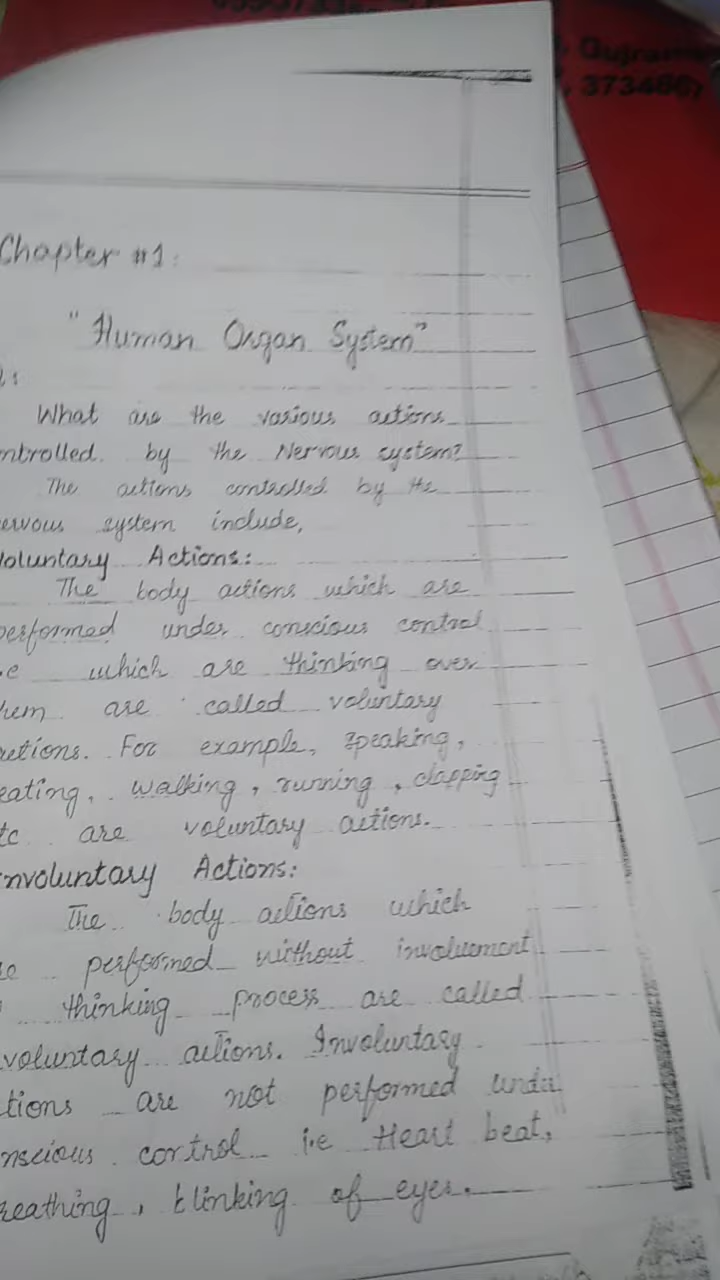 Gujranwala
, 373466,
Chapter #1:
"Human Organ System"
What are the various actions
ntrolled by the Nervous system?
The actions controlled by the
ervous system include,
oluntary Actions:
The body actions which are
performed under conscious control
.e which are thinking over
hem are called voluntary
actions. For example, speaking,
eating, walking, running, clapping
tc are voluntary actions.
nvoluntary Actions:
The body actions which
performed without involvement
thinking process are called
voluntary actions. Involuntary
tions are not performed under
nscious control i.e Heart beat,
reathing, blinking of eyes.